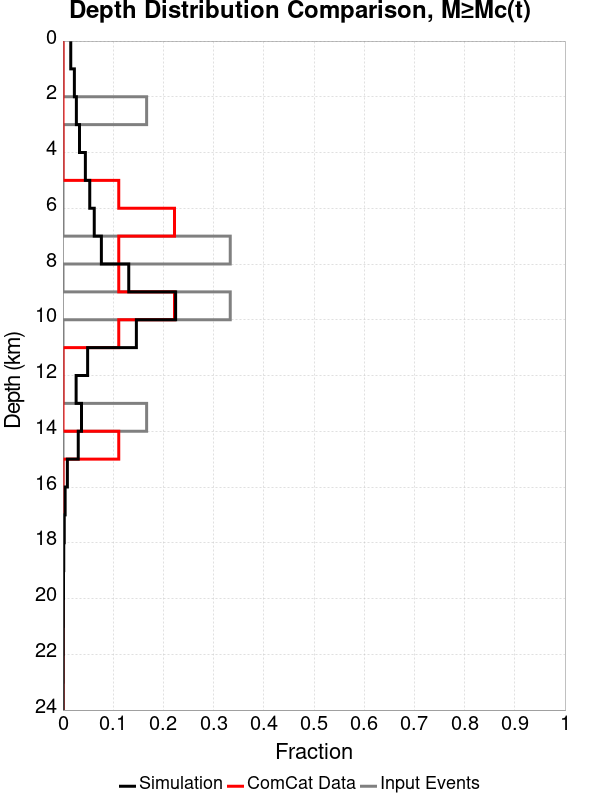 Depth Distribution Comparison, M≥Mc(t)
0
2
4
6
8
10
12
14
16
18
20
22
24
Depth (km)
0 0.1 0.2 0.3 0.4 0.5 0.6 0.7 0.8 0.9 1
Fraction
Simulation ComCat Data Input Events